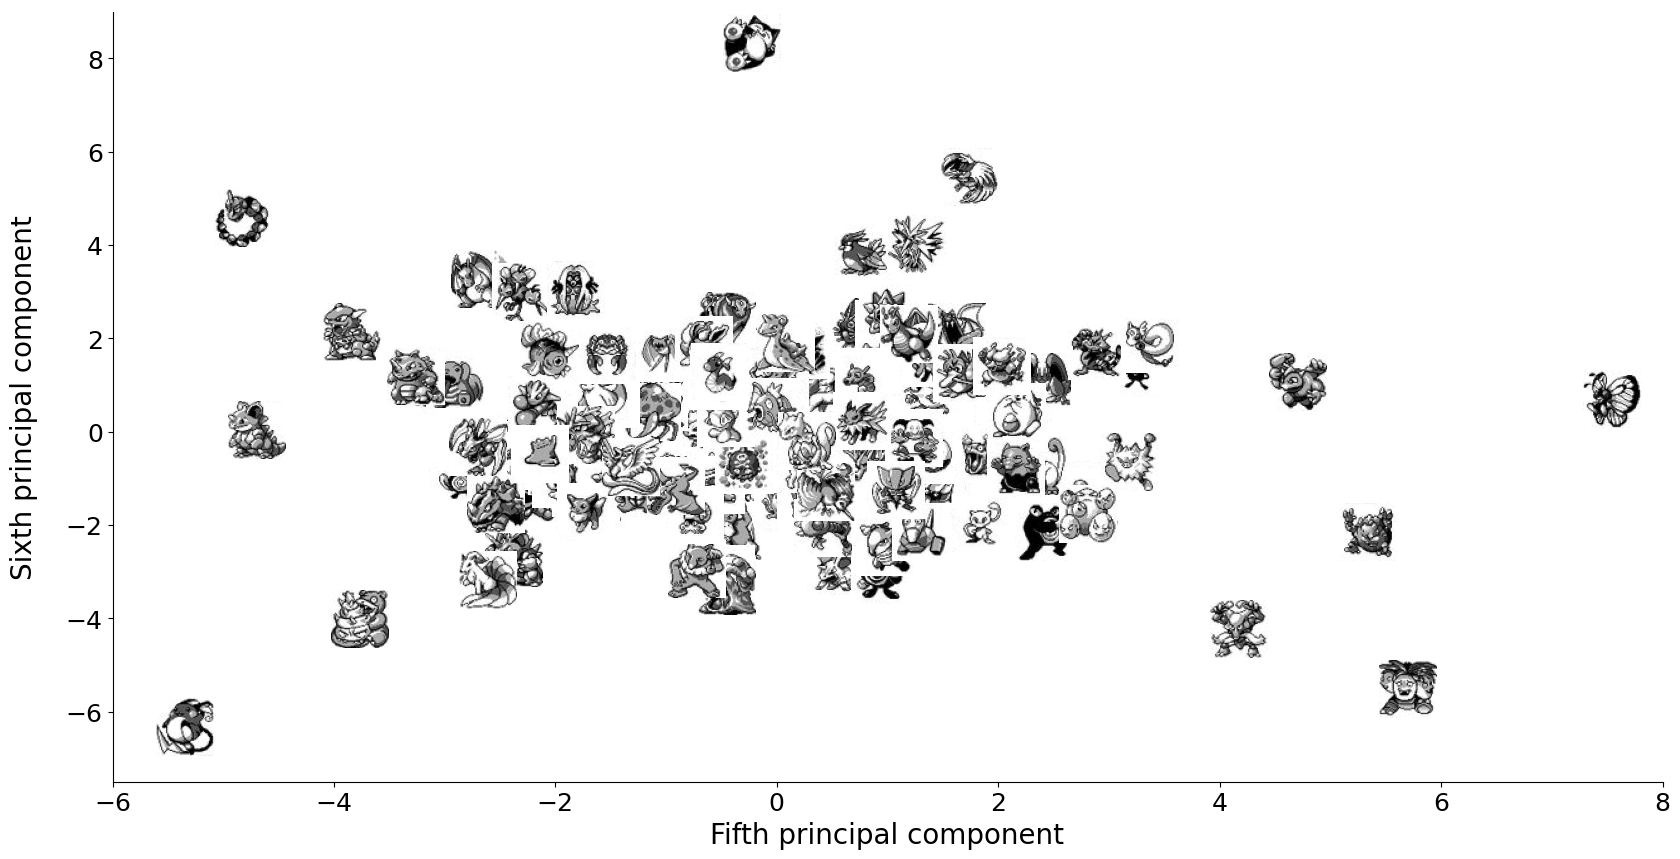 8
6
4
2
0
−2
−4
−6
Sixth principal component
−6 −4 −2 0 2 4 6 8
Fifth principal component